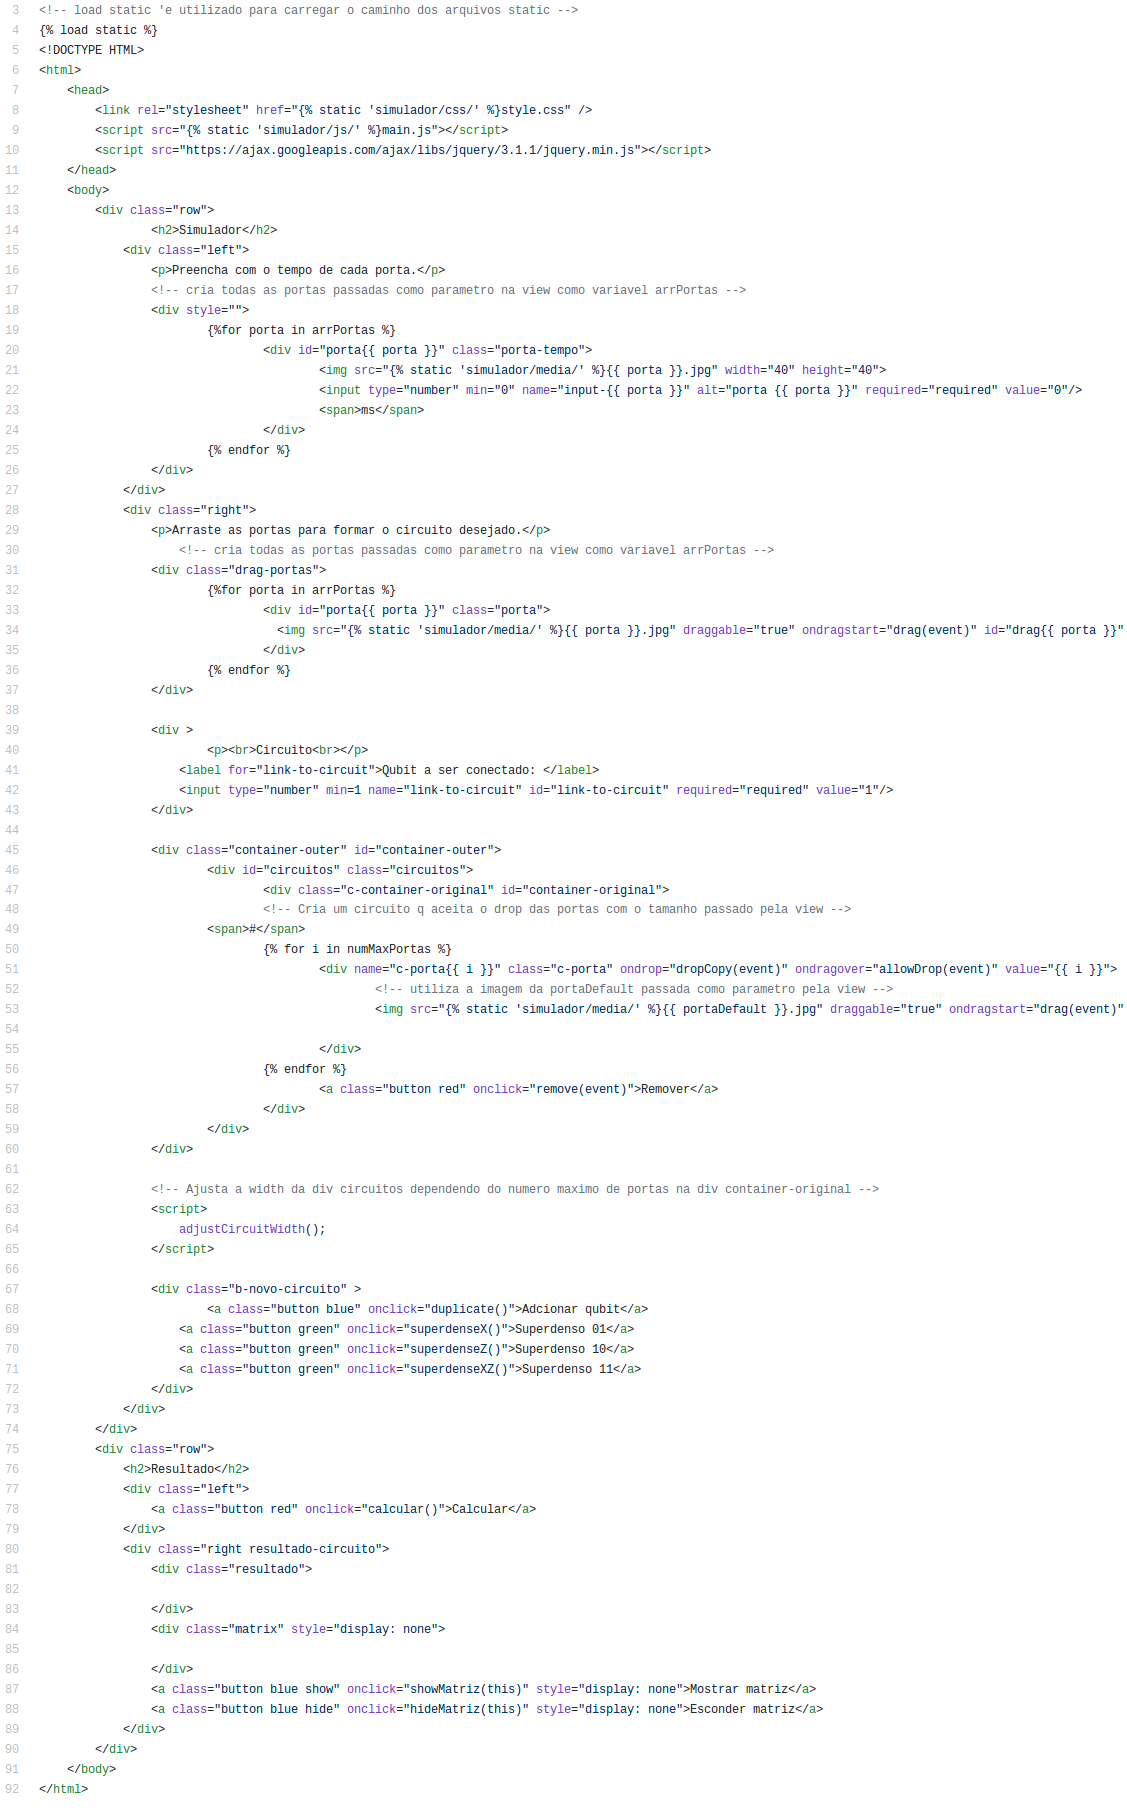 3 <!-- load static 'e utilizado para carregar o caminho dos arquivos static -->
4 {% load static %}
5 <!DOCTYPE HTML>
6 <html>
7 <head>
8 <link rel="stylesheet" href="{% static 'simulador/css/' %}style.css" />
9 <script src="{% static 'simulador/js/' %}main.js"></script>
10 <script src="https://ajax.googleapis.com/ajax/libs/jquery/3.1.1/jquery.min.js"></script>
11 </head>
12 <body>
13 <div class="row">
14 <h2>Simulador</h2>
15 <div class="left">
16 <p>Preencha com o tempo de cada porta.</p>
17 <!-- cria todas as portas passadas como parametro na view como variavel arrPortas -->
18 <div style="">
19 {%for porta in arrPortas %}
20 <div id="porta{{ porta }}" class="porta-tempo">
21 <img src="{% static 'simulador/media/' %}{{ porta }}.jpg" width="40" height="40">
22 <input type="number" min="0" name="input-{{ porta }}" alt="porta {{ porta }}" required="required" value="0"/>
23 <span>ms</span>
24 </div>
25 {% endfor %}
26 </div>
27 </div>
28 <div class="right">
29 <p>Arraste as portas para formar o circuito desejado.</p>
30 <!-- cria todas as portas passadas como parametro na view como variavel arrPortas -->
31 <div class="drag-portas">
32 {%for porta in arrPortas %}
33 <div id="porta{{ porta }}" class="porta">
34 <img src="{% static 'simulador/media/' %}{{ porta }}.jpg" draggable="true" ondragstart="drag(event)" id="drag{{ porta }}"
35 </div>
36 {% endfor %}
37 </div>
38
39 <div >
40 <p><br>Circuito<br></p>
41 <label for="link-to-circuit">Qubit a ser conectado: </label>
42 <input type="number" min=1 name="link-to-circuit" id="link-to-circuit" required="required" value="1"/>
43 </div>
44
45 <div class="container-outer" id="container-outer">
46 <div id="circuitos" class="circuitos">
47 <div class="c-container-original" id="container-original">
48 <!-- Cria um circuito q aceita o drop das portas com o tamanho passado pela view -->
49 <span>#</span>
50 {% for i in numMaxPortas %}
51 <div name="c-porta{{ i }}" class="c-porta" ondrop="dropCopy(event)" ondragover="allowDrop(event)" value="{{ i }}">
52 <!-- utiliza a imagem da portaDefault passada como parametro pela view -->
53 <img src="{% static 'simulador/media/' %}{{ portaDefault }}.jpg" draggable="true" ondragstart="drag(event)"
54
55 </div>
56 {% endfor %}
57 <a class="button red" onclick="remove(event)">Remover</a>
58 </div>
59 </div>
60 </div>
61
62 <!-- Ajusta a width da div circuitos dependendo do numero maximo de portas na div container-original -->
63 <script>
64 adjustCircuitWidth();
65 </script>
66
67 <div class="b-novo-circuito" >
68 <a class="button blue" onclick="duplicate()">Adcionar qubit</a>
69 <a class="button green" onclick="superdenseX()">Superdenso 01</a>
70 <a class="button green" onclick="superdenseZ()">Superdenso 10</a>
71 <a class="button green" onclick="superdenseXZ()">Superdenso 11</a>
72 </div>
73 </div>
74 </div>
75 <div class="row">
76 <h2>Resultado</h2>
77 <div class="left">
78 <a class="button red" onclick="calcular()">Calcular</a>
79 </div>
80 <div class="right resultado-circuito">
81 <div class="resultado">
82
83 </div>
84 <div class="matrix" style="display: none">
85
86 </div>
87 <a class="button blue show" onclick="showMatriz(this)" style="display: none">Mostrar matriz</a>
88 <a class="button blue hide" onclick="hideMatriz(this)" style="display: none">Esconder matriz</a>
89 </div>
90 </div>
91 </body>
92 </html>